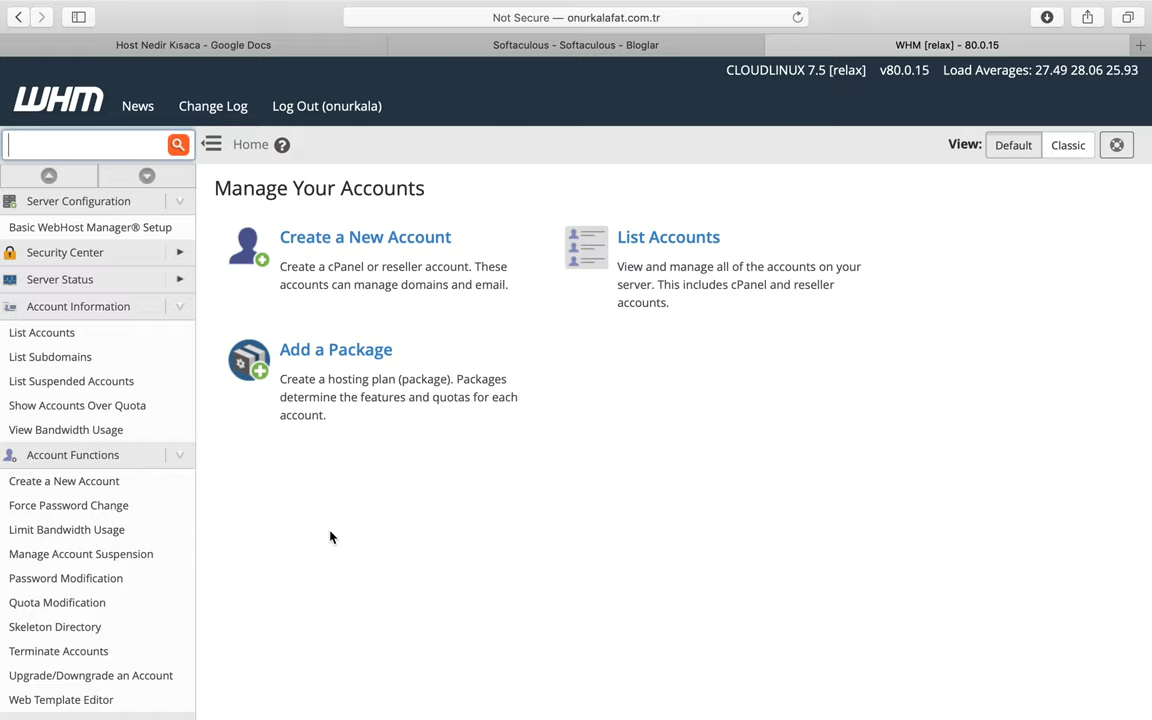 Not Secure — onurkalafat.com.tr
Host Nedir Kısaca - Google Docs
Softaculous - Softaculous - Bloglar
WHM [relax] - 80.0.15
CLOUDLINUX 7.5 [relax] v80.0.15 Load Averages: 27.49 28.06 25.93
WHM News Change Log Log Out (onurkala)
Home ? View: Default Classic
Server Configuration
Basic WebHost Manager® Setup
Security Center
Server Status
Account Information
List Accounts
List Subdomains
List Suspended Accounts
Show Accounts Over Quota
View Bandwidth Usage
Account Functions
Create a New Account
Force Password Change
Limit Bandwidth Usage
Manage Account Suspension
Password Modification
Quota Modification
Skeleton Directory
Terminate Accounts
Upgrade/Downgrade an Account
Web Template Editor
Manage Your Accounts
Create a New Account
Create a cPanel or reseller account. These
accounts can manage domains and email.
List Accounts
View and manage all of the accounts on your
server. This includes cPanel and reseller
accounts.
Add a Package
Create a hosting plan (package). Packages
determine the features and quotas for each
account.